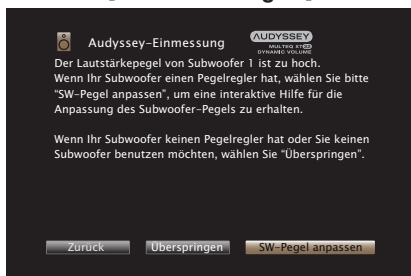 Audyssey-Einmessung
AUDYSSEY
MULTEQ XT32
DYNAMIC VOLUME
Der Lautstärkepegel von Subwoofer 1 ist zu hoch.
Wenn Ihr Subwoofer einen Pegelregler hat, wählen Sie bitte
"SW-Pegel anpassen", um eine interaktive Hilfe für die
Anpassung des Subwoofer-Pegels zu erhalten.
Wenn Ihr Subwoofer keinen Pegelregler hat oder Sie keinen
Subwoofer benutzen möchten, wählen Sie "Überspringen".
Zurück Überspringen SW-Pegel anpassen